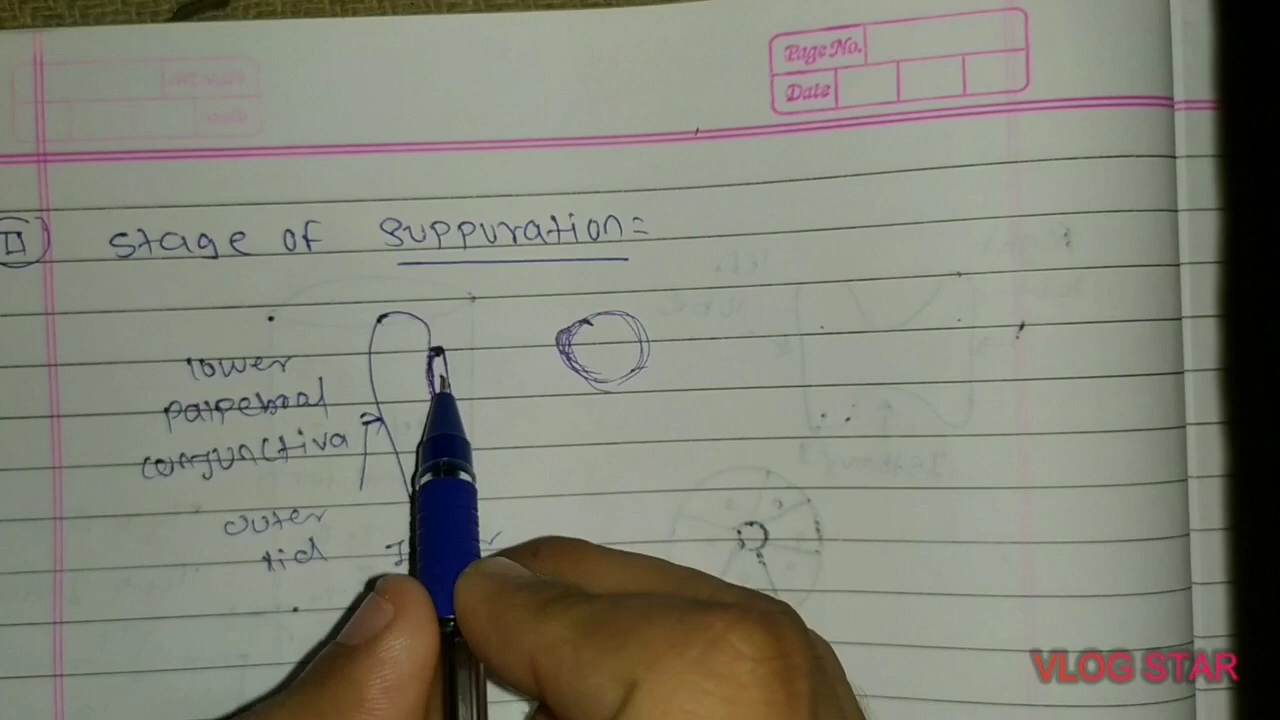 Page No.
Date
II) Stage of Suppuration=
lower
palpebral
conjunctiva
outer
lid
VLOG STAR